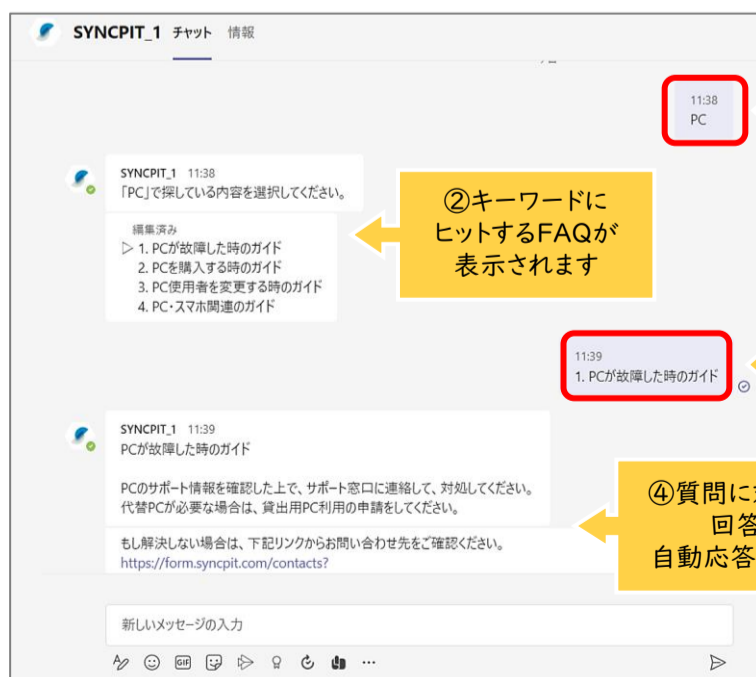 SYNCPIT_1 チャット 情報
11:38
PC
SYNCPIT_1 11:38
「PC」で探している内容を選択してください。
編集済み
▷ 1. PCが故障した時のガイド
2. PCを購入する時のガイド
3. PC使用者を変更する時のガイド
4. PC・スマホ関連のガイド
②キーワードに
ヒットするFAQが
表示されます
11:39
1. PCが故障した時のガイド
SYNCPIT_1 11:39
PCが故障した時のガイド
PCのサポート情報を確認した上で、サポート窓口に連絡して、対処してください。
代替PCが必要な場合は、貸出用PC利用の申請をしてください。
もし解決しない場合は、下記リンクからお問い合わせ先をご確認ください。
https://form.syncpit.com/contacts?
④質問に
回答
自動応答
新しいメッセージの入力
GIF